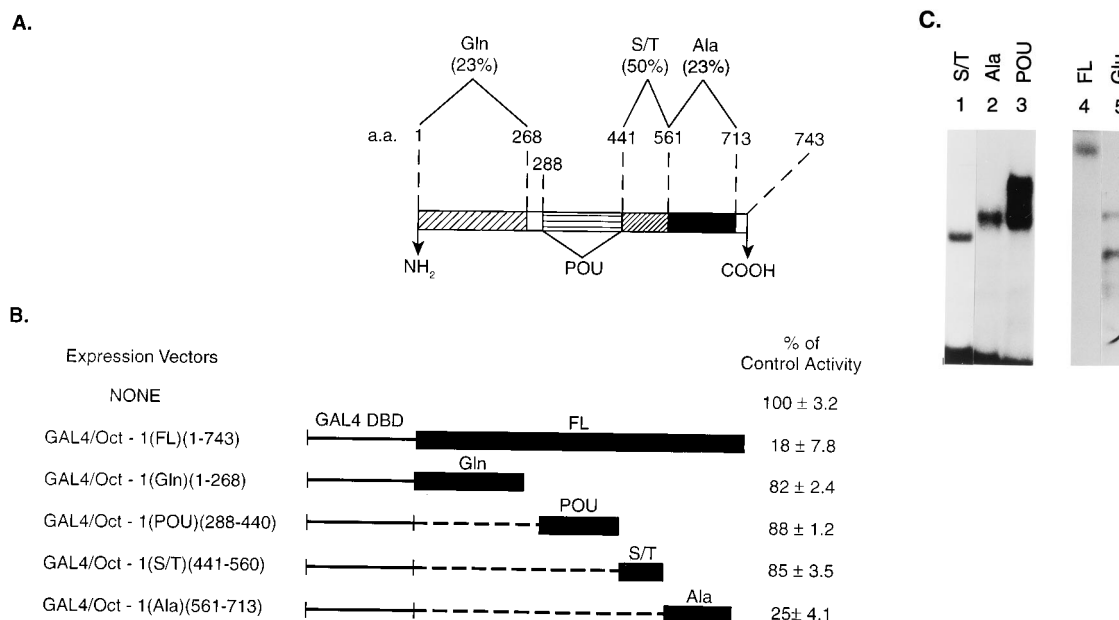 A.
Gln
(23%)
S/T
(50%)
Ala
(23%)
a.a. 1 268 441 561 713 743
288
NH2
POU
COOH
B.
Expression Vectors
% of
Control Activity
NONE
100 ± 3.2
GAL4 DBD
FL
GAL4/Oct - 1(FL)(1-743)
18 ± 7.8
Gln
GAL4/Oct - 1(Gln)(1-268)
82 ± 2.4
POU
GAL4/Oct - 1(POU)(288-440)
88 ± 1.2
S/T
GAL4/Oct - 1(S/T)(441-560)
85 ± 3.5
Ala
GAL4/Oct - 1(Ala)(561-713)
25± 4.1
C.
S/T Ala POU FL
1 2 3 4 5